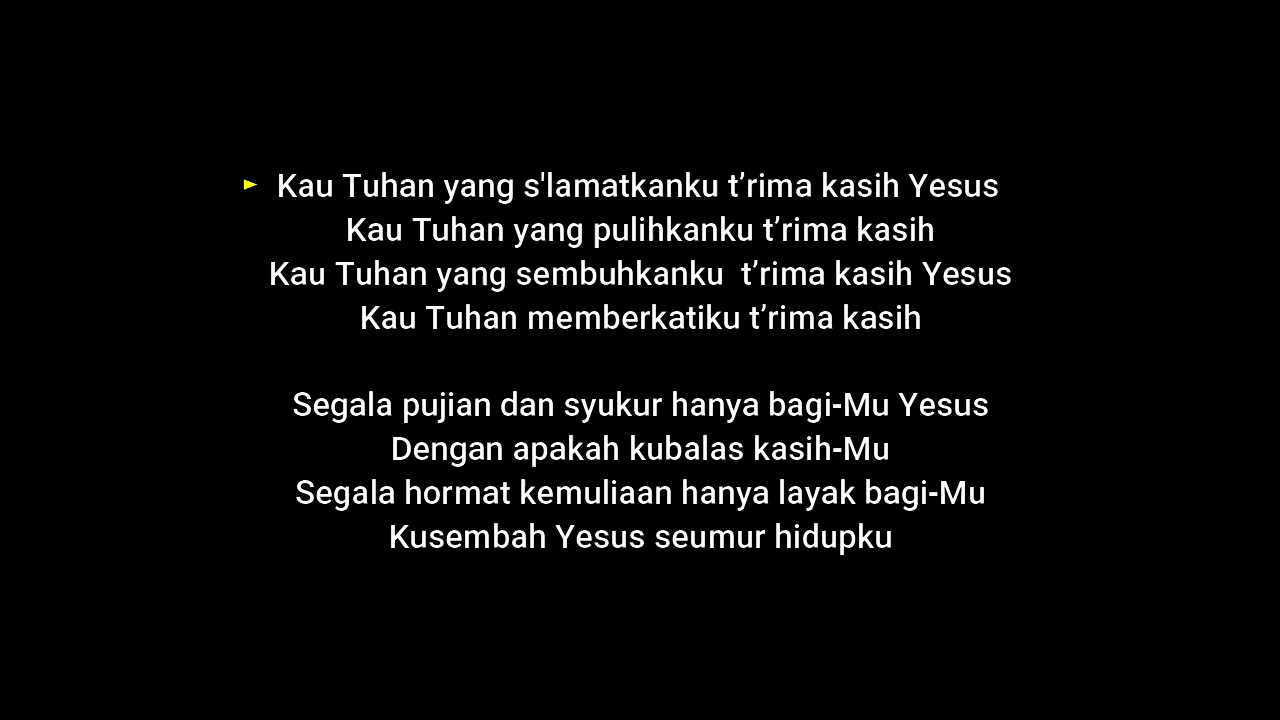 ► Kau Tuhan yang s'lamatkanku t’rima kasih Yesus
Kau Tuhan yang pulihkanku t’rima kasih
Kau Tuhan yang sembuhkanku  t’rima kasih Yesus
Kau Tuhan memberkatiku t’rima kasih

Segala pujian dan syukur hanya bagi-Mu Yesus
Dengan apakah kubalas kasih-Mu
Segala hormat kemuliaan hanya layak bagi-Mu
Kusembah Yesus seumur hidupku